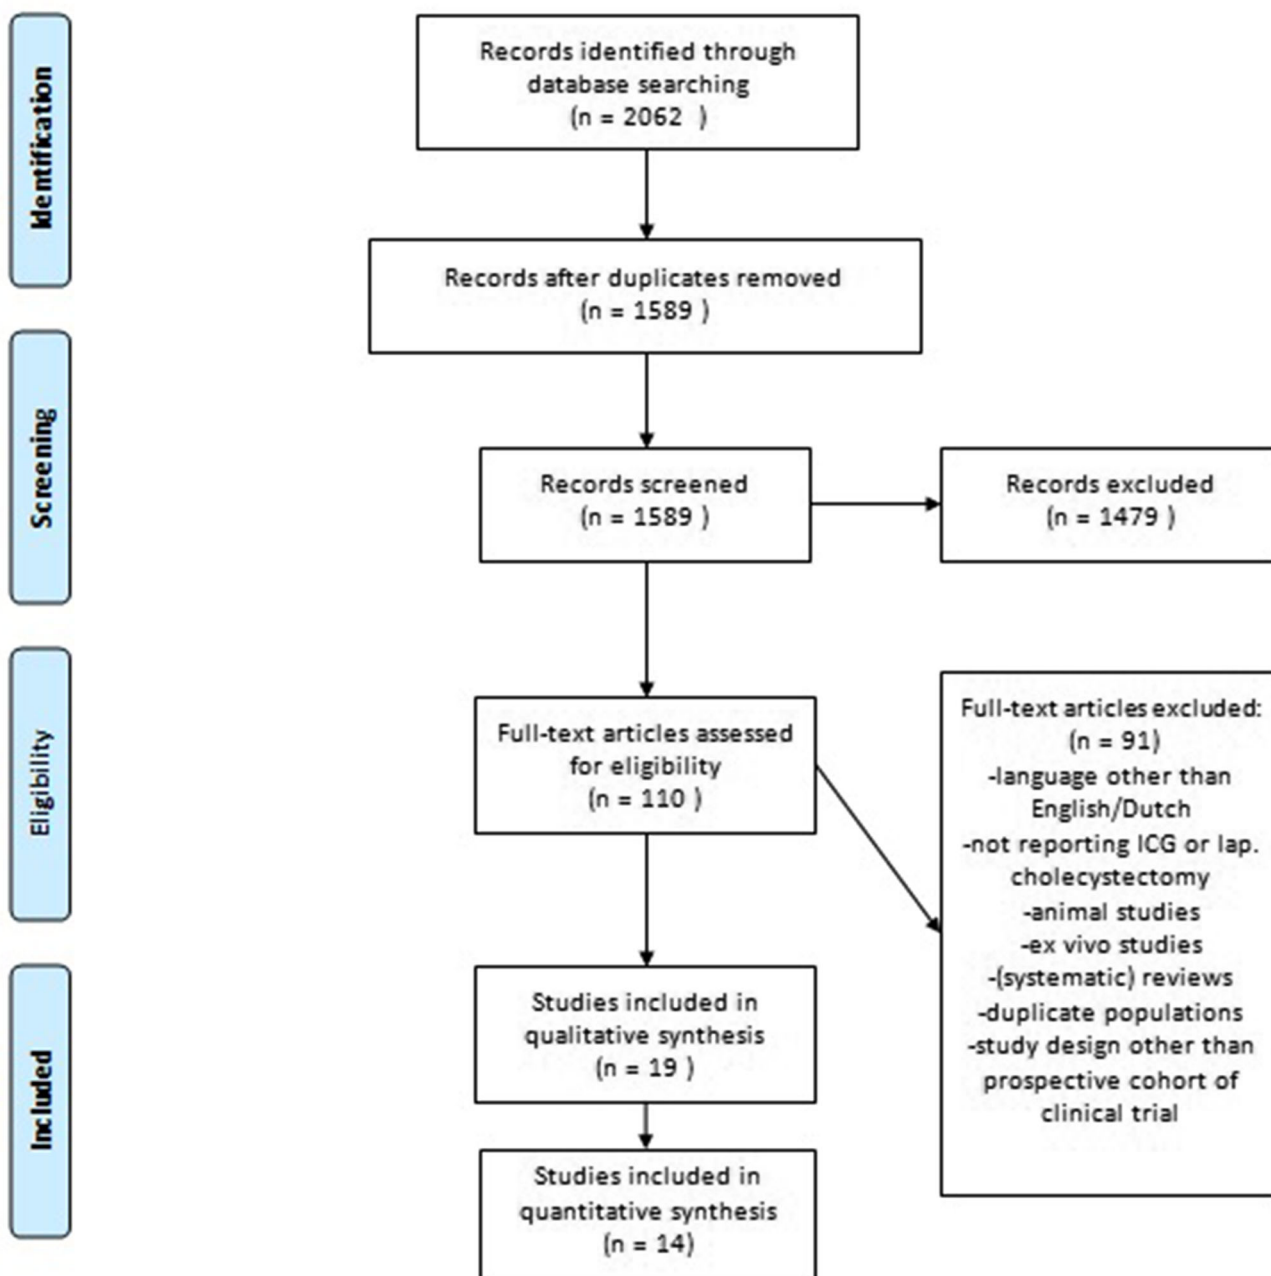 Identification
Records identified through
database searching
(n = 2062  )
Records after duplicates removed
(n = 1589 )
Screening
Records screened
(n = 1589 )
Records excluded
(n = 1479 )
Eligibility
Full-text articles assessed
for eligibility
(n = 110 )
Full-text articles excluded:
(n = 91)
-language other than
English/Dutch
-not reporting ICG or lap.
cholecystectomy
-animal studies
-ex vivo studies
-(systematic) reviews
-duplicate populations
-study design other than
prospective cohort of
clinical trial
Included
Studies included in
qualitative synthesis
(n = 19 )
Studies included in
quantitative synthesis
(n = 14)